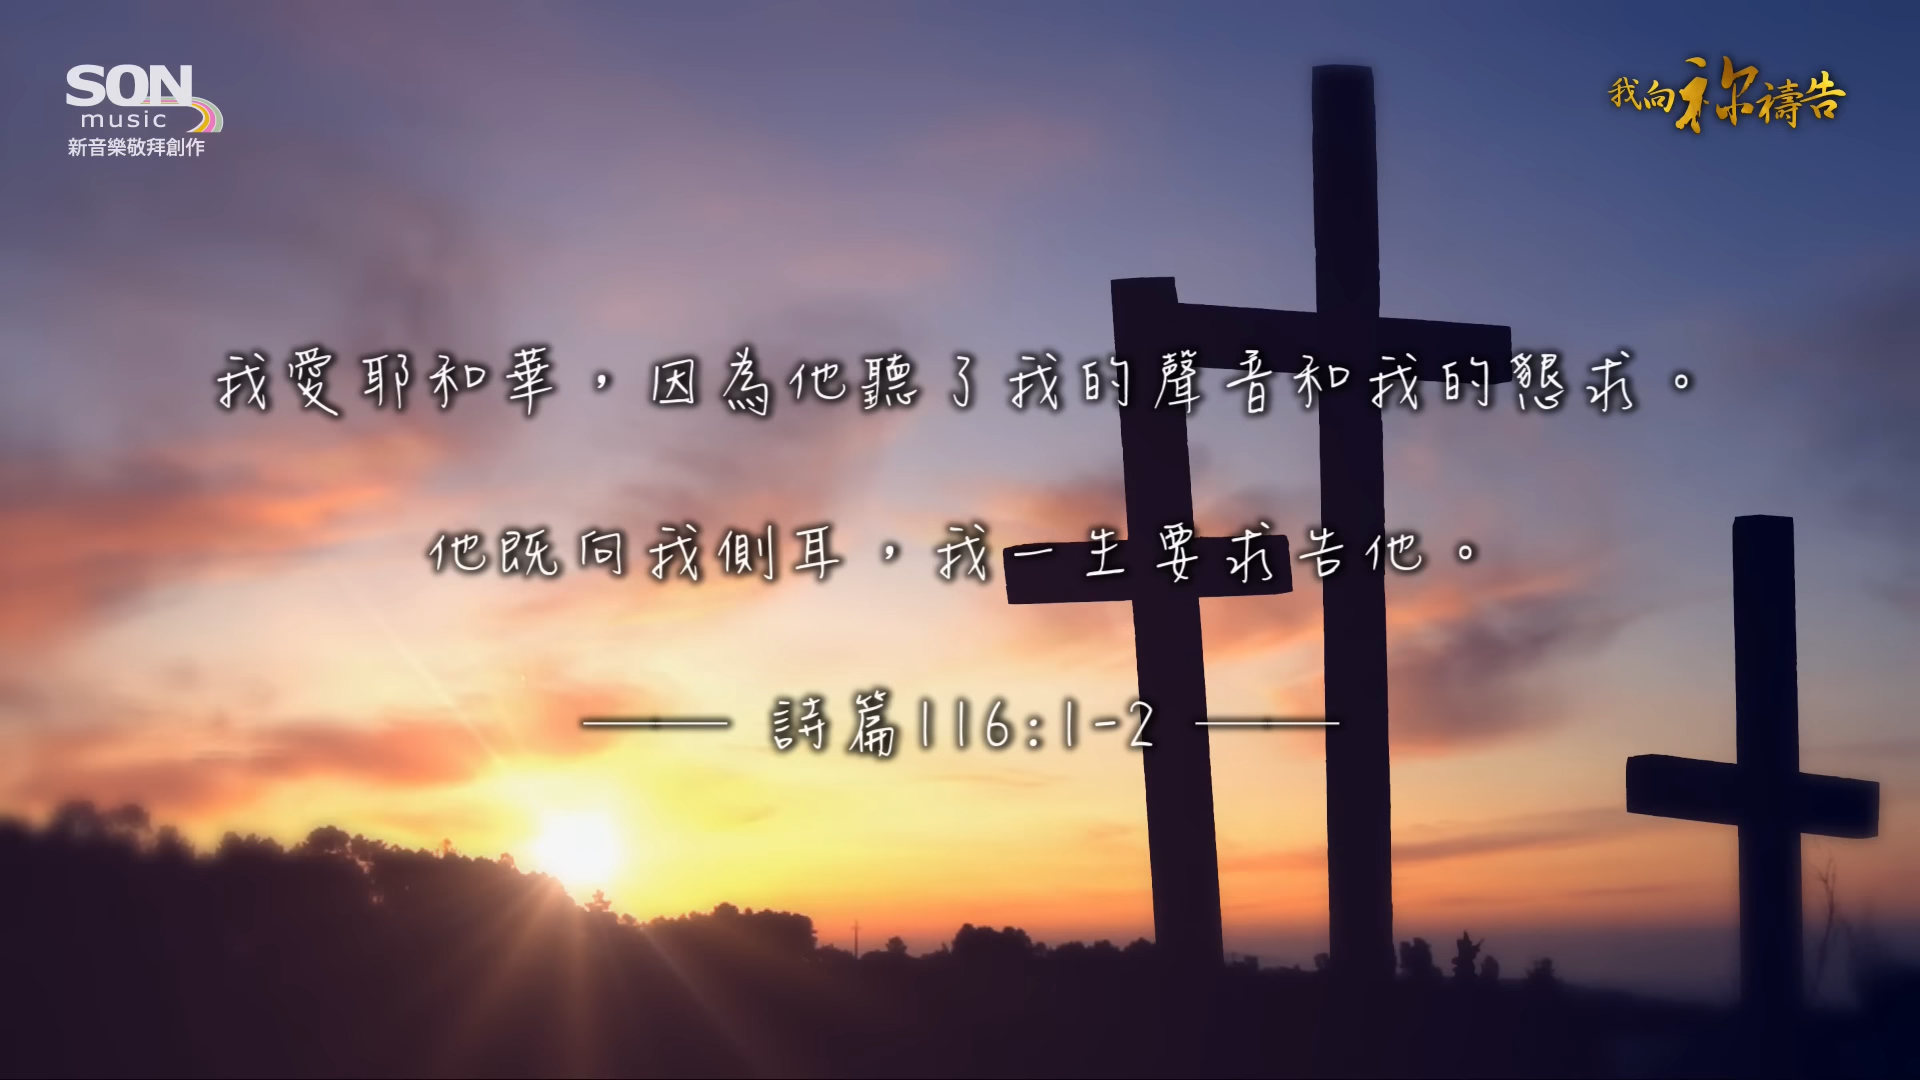 SON
music
新音樂敬拜創作
我向祢禱告
我愛耶和華，因為他聽了我的聲音和我的懇求。
他既向我側耳，我一生要求告他。
詩篇116:1-2